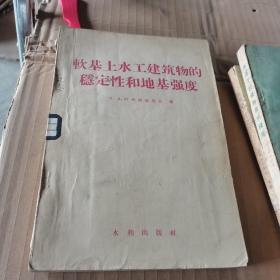 軟基上水工建筑物的
穩定性和地基强度
著
水利出版社